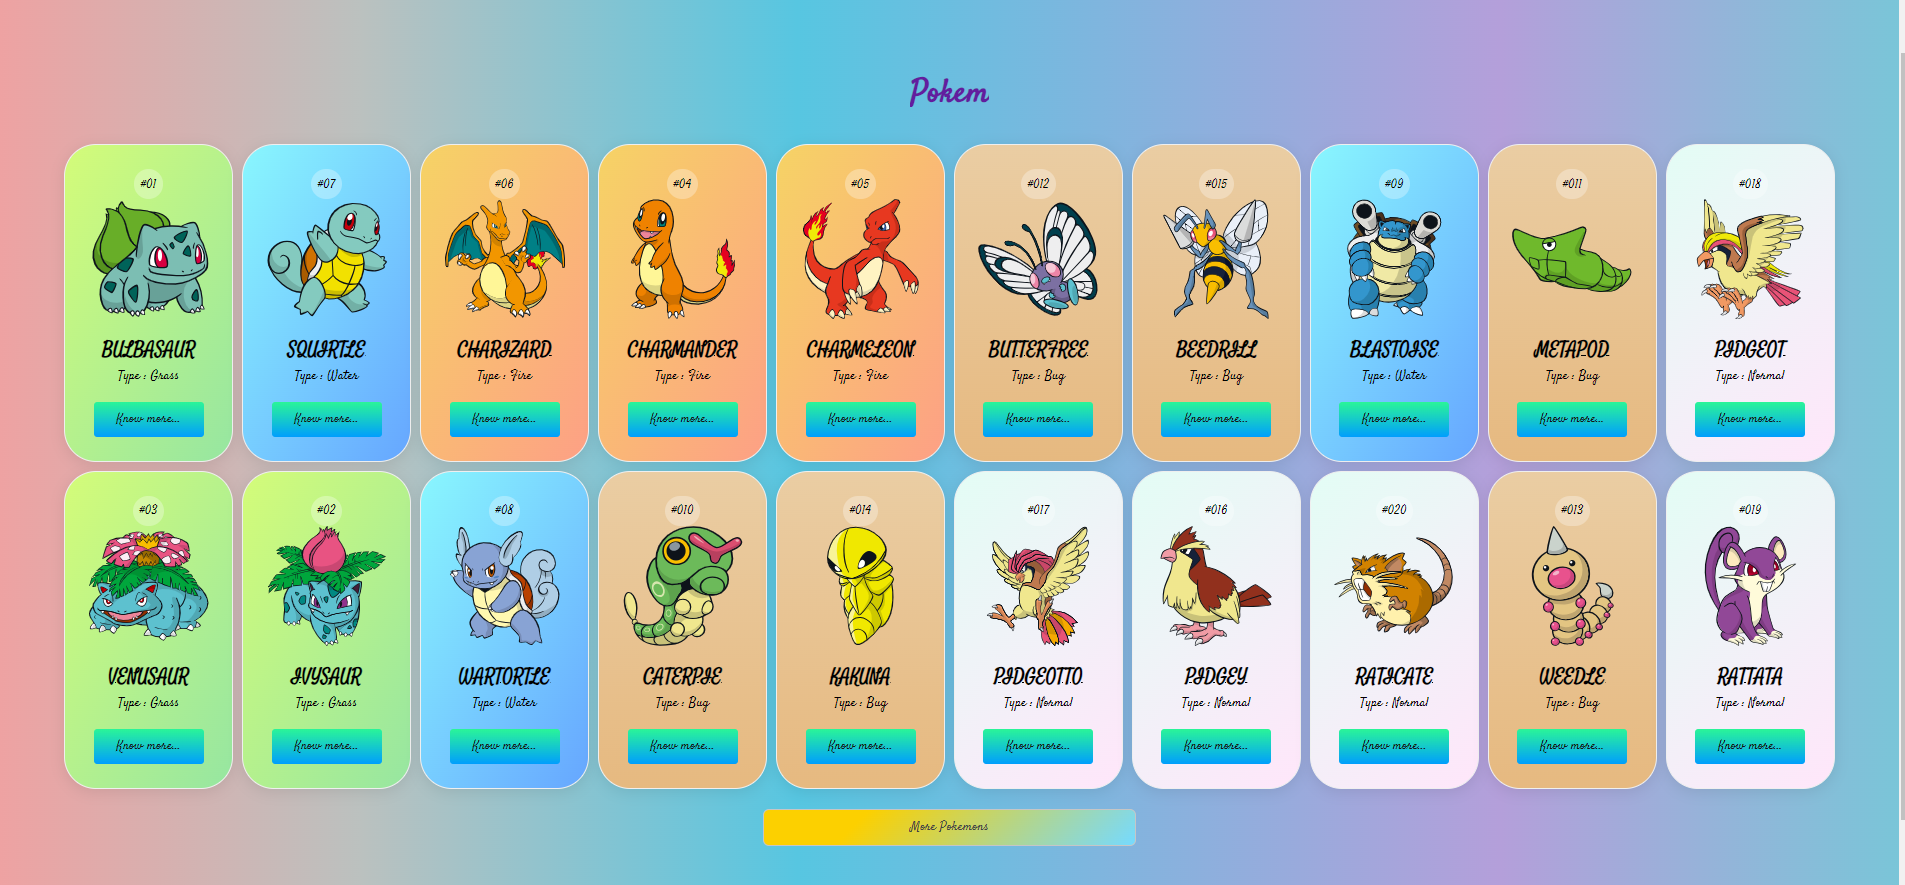 Pokem
#01
BULBASAUR
Type : Grass
Know more...
#07
SQUIRTLE
Type : Water
Know more...
#06
CHARIZARD
Type : Fire
Know more...
#04
CHARMANDER
Type : Fire
Know more...
#05
CHARMELEON
Type : Fire
Know more...
#012
BUTTERFREE
Type : Bug
Know more...
#015
BEEDRILL
Type : Bug
Know more...
#09
BLASTOISE
Type : Water
Know more...
#011
METAPOD
Type : Bug
Know more...
#018
PIDGEOT
Type : Normal
Know more...
#03
VENUSAUR
Type : Grass
Know more...
#02
IVYSAUR
Type : Grass
Know more...
#08
WARTORTLE
Type : Water
Know more...
#010
CATERPIE
Type : Bug
Know more...
#014
KAKUNA
Type : Bug
Know more...
#017
PIDGEOTTO
Type : Normal
Know more...
#016
PIDGEY
Type : Normal
Know more...
#020
RATICATE
Type : Normal
Know more...
#013
WEEDLE
Type : Bug
Know more...
#019
RATTATA
Type : Normal
Know more...
More Pokemons